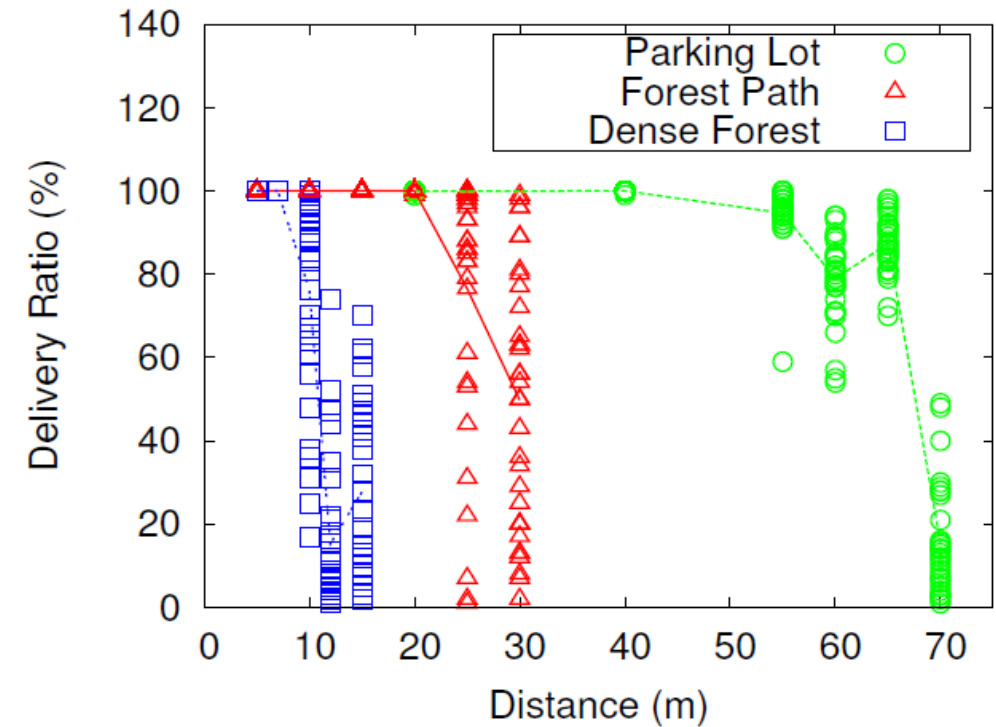 140
120
100
80
60
40
20
0
Delivery Ratio (%)
Parking Lot
Forest Path
Dense Forest
0 10 20 30 40 50 60 70
Distance (m)